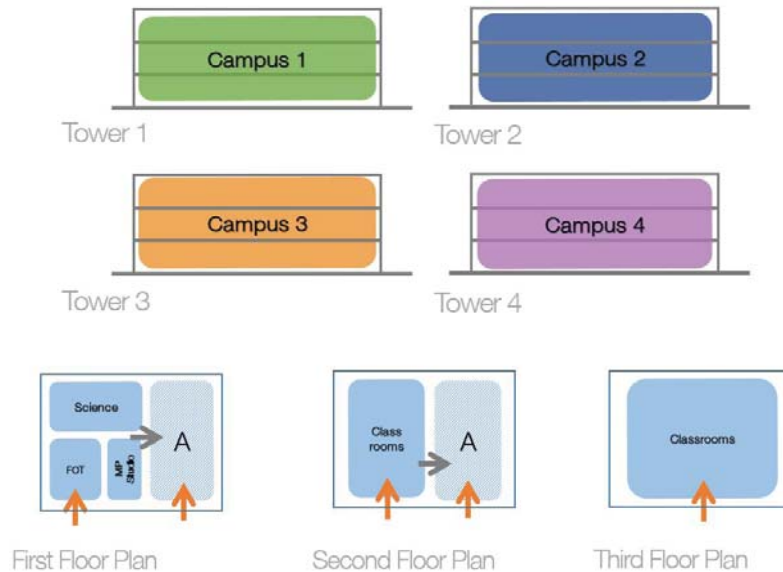 Campus 1
Campus 2
Tower 1
Tower 2
Campus 3
Campus 4
Tower 3
Tower 4
Science
A
FOT
MP
Studio
Class
rooms
A
Classrooms
First Floor Plan
Second Floor Plan
Third Floor Plan